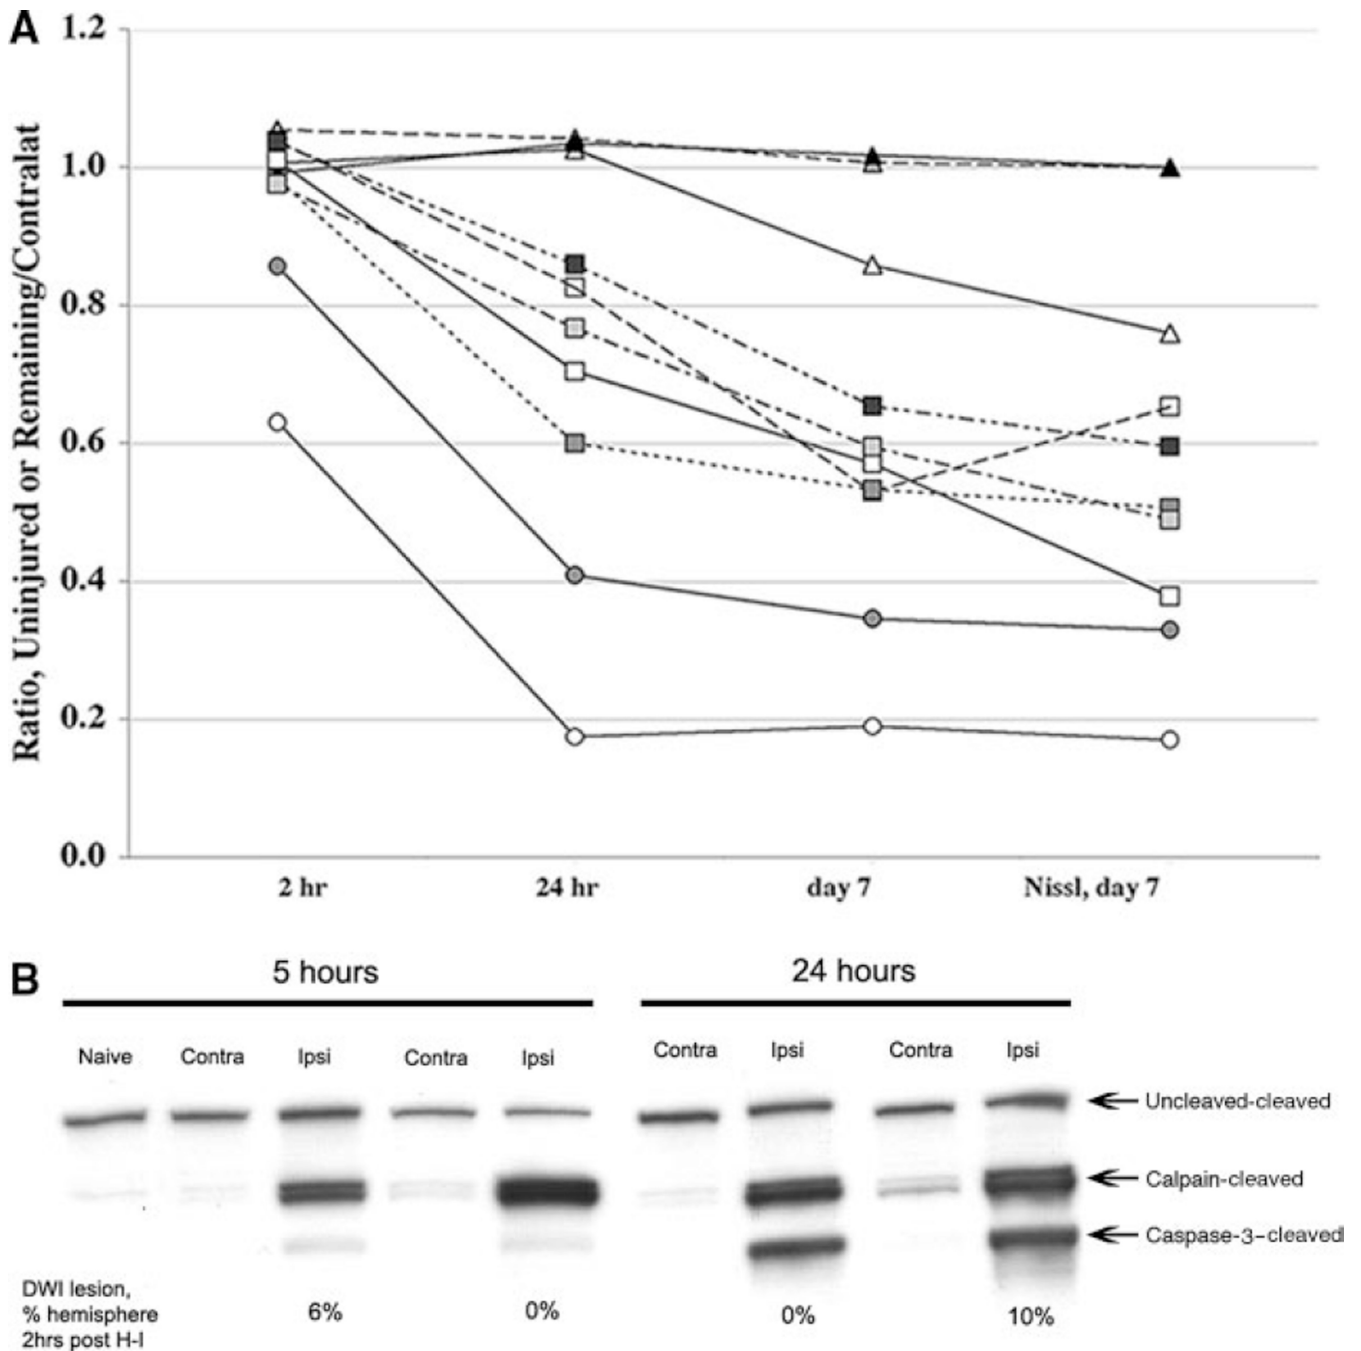 A
1.2
1.0
0.8
0.6
0.4
0.2
0.0
Ratio, Uninjured or Remaining/Contralat
2 hr 24 hr day 7 Nissl, day 7
B
5 hours 24 hours
Naive Contra Ipsi Contra Ipsi Contra Ipsi Contra Ipsi
Uncleaved-cleaved
Calpain-cleaved
Caspase-3-cleaved
DWI lesion,
% hemisphere 6% 0% 0% 10%
2hrs post H-I